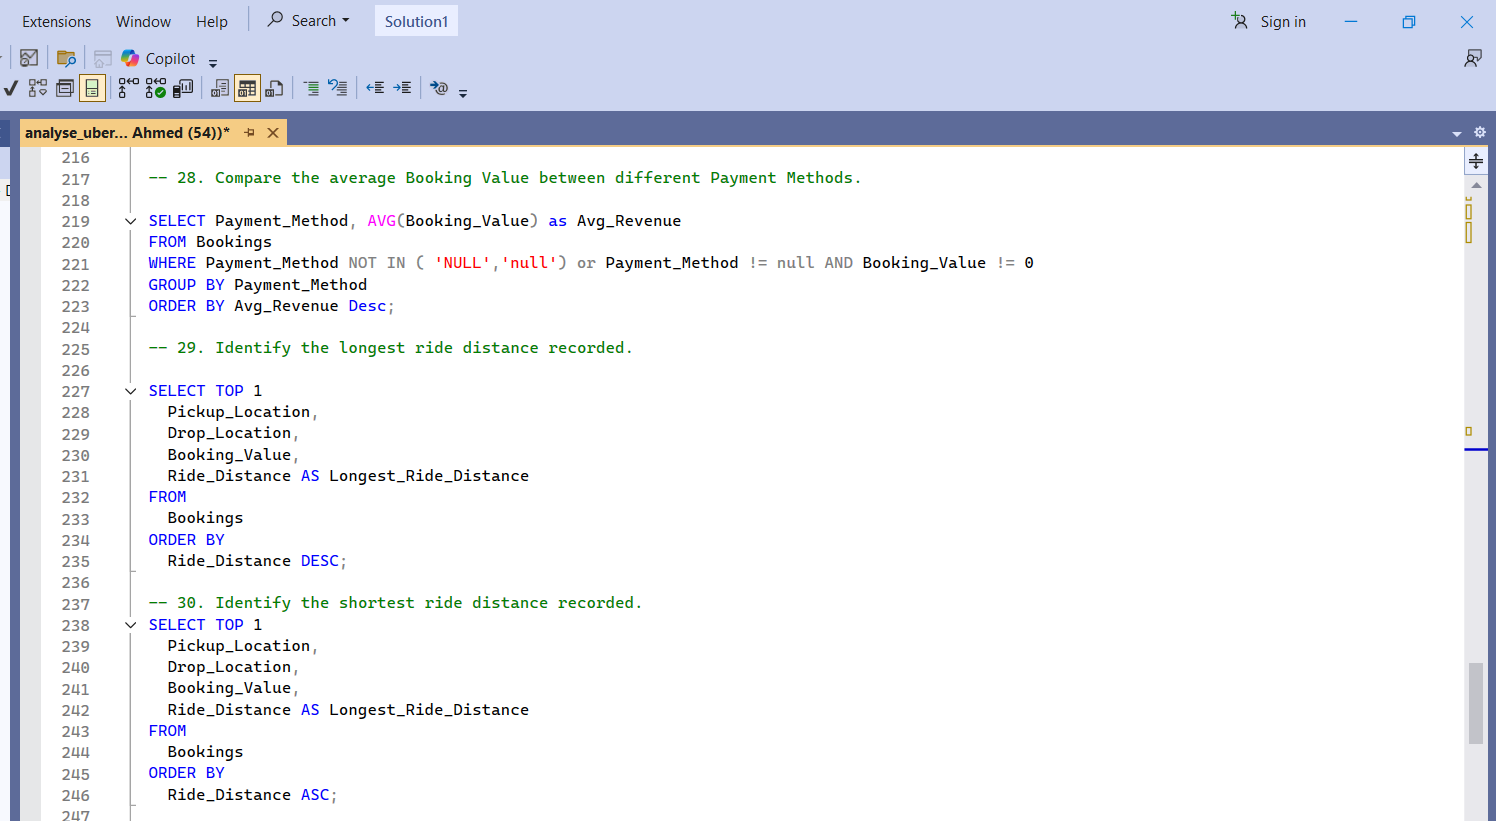 Extensions Window Help Search Solution1 Sign in
Copilot
analyse_uber... Ahmed (54))*
216
217 -- 28. Compare the average Booking Value between different Payment Methods.
218
219 SELECT Payment_Method, AVG(Booking_Value) as Avg_Revenue
220 FROM Bookings
221 WHERE Payment_Method NOT IN ( 'NULL','null') or Payment_Method != null AND Booking_Value != 0
222 GROUP BY Payment_Method
223 ORDER BY Avg_Revenue Desc;
224
225 -- 29. Identify the longest ride distance recorded.
226
227 SELECT TOP 1
228 Pickup_Location,
229 Drop_Location,
230 Booking_Value,
231 Ride_Distance AS Longest_Ride_Distance
232 FROM
233 Bookings
234 ORDER BY
235 Ride_Distance DESC;
236
237 -- 30. Identify the shortest ride distance recorded.
238 SELECT TOP 1
239 Pickup_Location,
240 Drop_Location,
241 Booking_Value,
242 Ride_Distance AS Longest_Ride_Distance
243 FROM
244 Bookings
245 ORDER BY
246 Ride_Distance ASC;
247